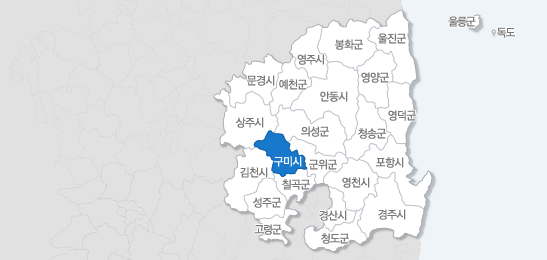 울릉군
독도
울진군
봉화군
영주시
문경시
예천군
영양군
안동시
영덕군
상주시
의성군
청송군
구미시
군위군
포항시
김천시
칠곡군
영천시
성주군
경산시
경주시
고령군
청도군